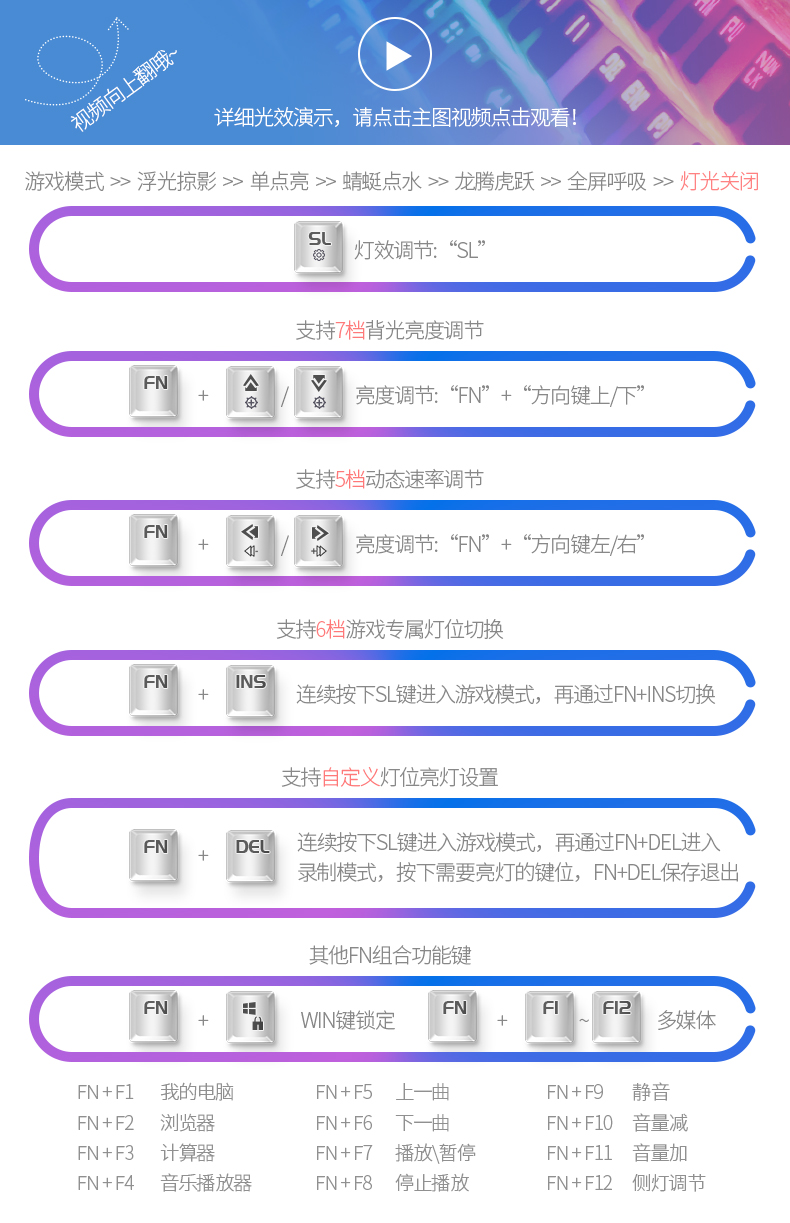 视频向上翻哦~
详细光效演示，请点击主图视频点击观看!
游戏模式 >> 浮光掠影 >> 单点亮 >> 蜻蜓点水 >> 龙腾虎跃 >> 全屏呼吸 >> 灯光关闭
SL 灯效调节:“SL”
支持7档背光亮度调节
FN + / 亮度调节:“FN”+“方向键上/下”
支持5档动态速率调节
FN + / 亮度调节:“FN”+“方向键左/右”
支持6档游戏专属灯位切换
FN + INS 连续按下SL键进入游戏模式，再通过FN+INS切换
支持自定义灯位亮灯设置
FN + DEL 连续按下SL键进入游戏模式，再通过FN+DEL进入
录制模式，按下需要亮灯的键位，FN+DEL保存退出
其他FN组合功能键
FN + WIN键锁定 FN + F1 ~ F12 多媒体
FN + F1 我的电脑 FN + F5 上一曲 FN + F9 静音
FN + F2 浏览器 FN + F6 下一曲 FN + F10 音量减
FN + F3 计算器 FN + F7 播放\暂停 FN + F11 音量加
FN + F4 音乐播放器 FN + F8 停止播放 FN + F12 侧灯调节